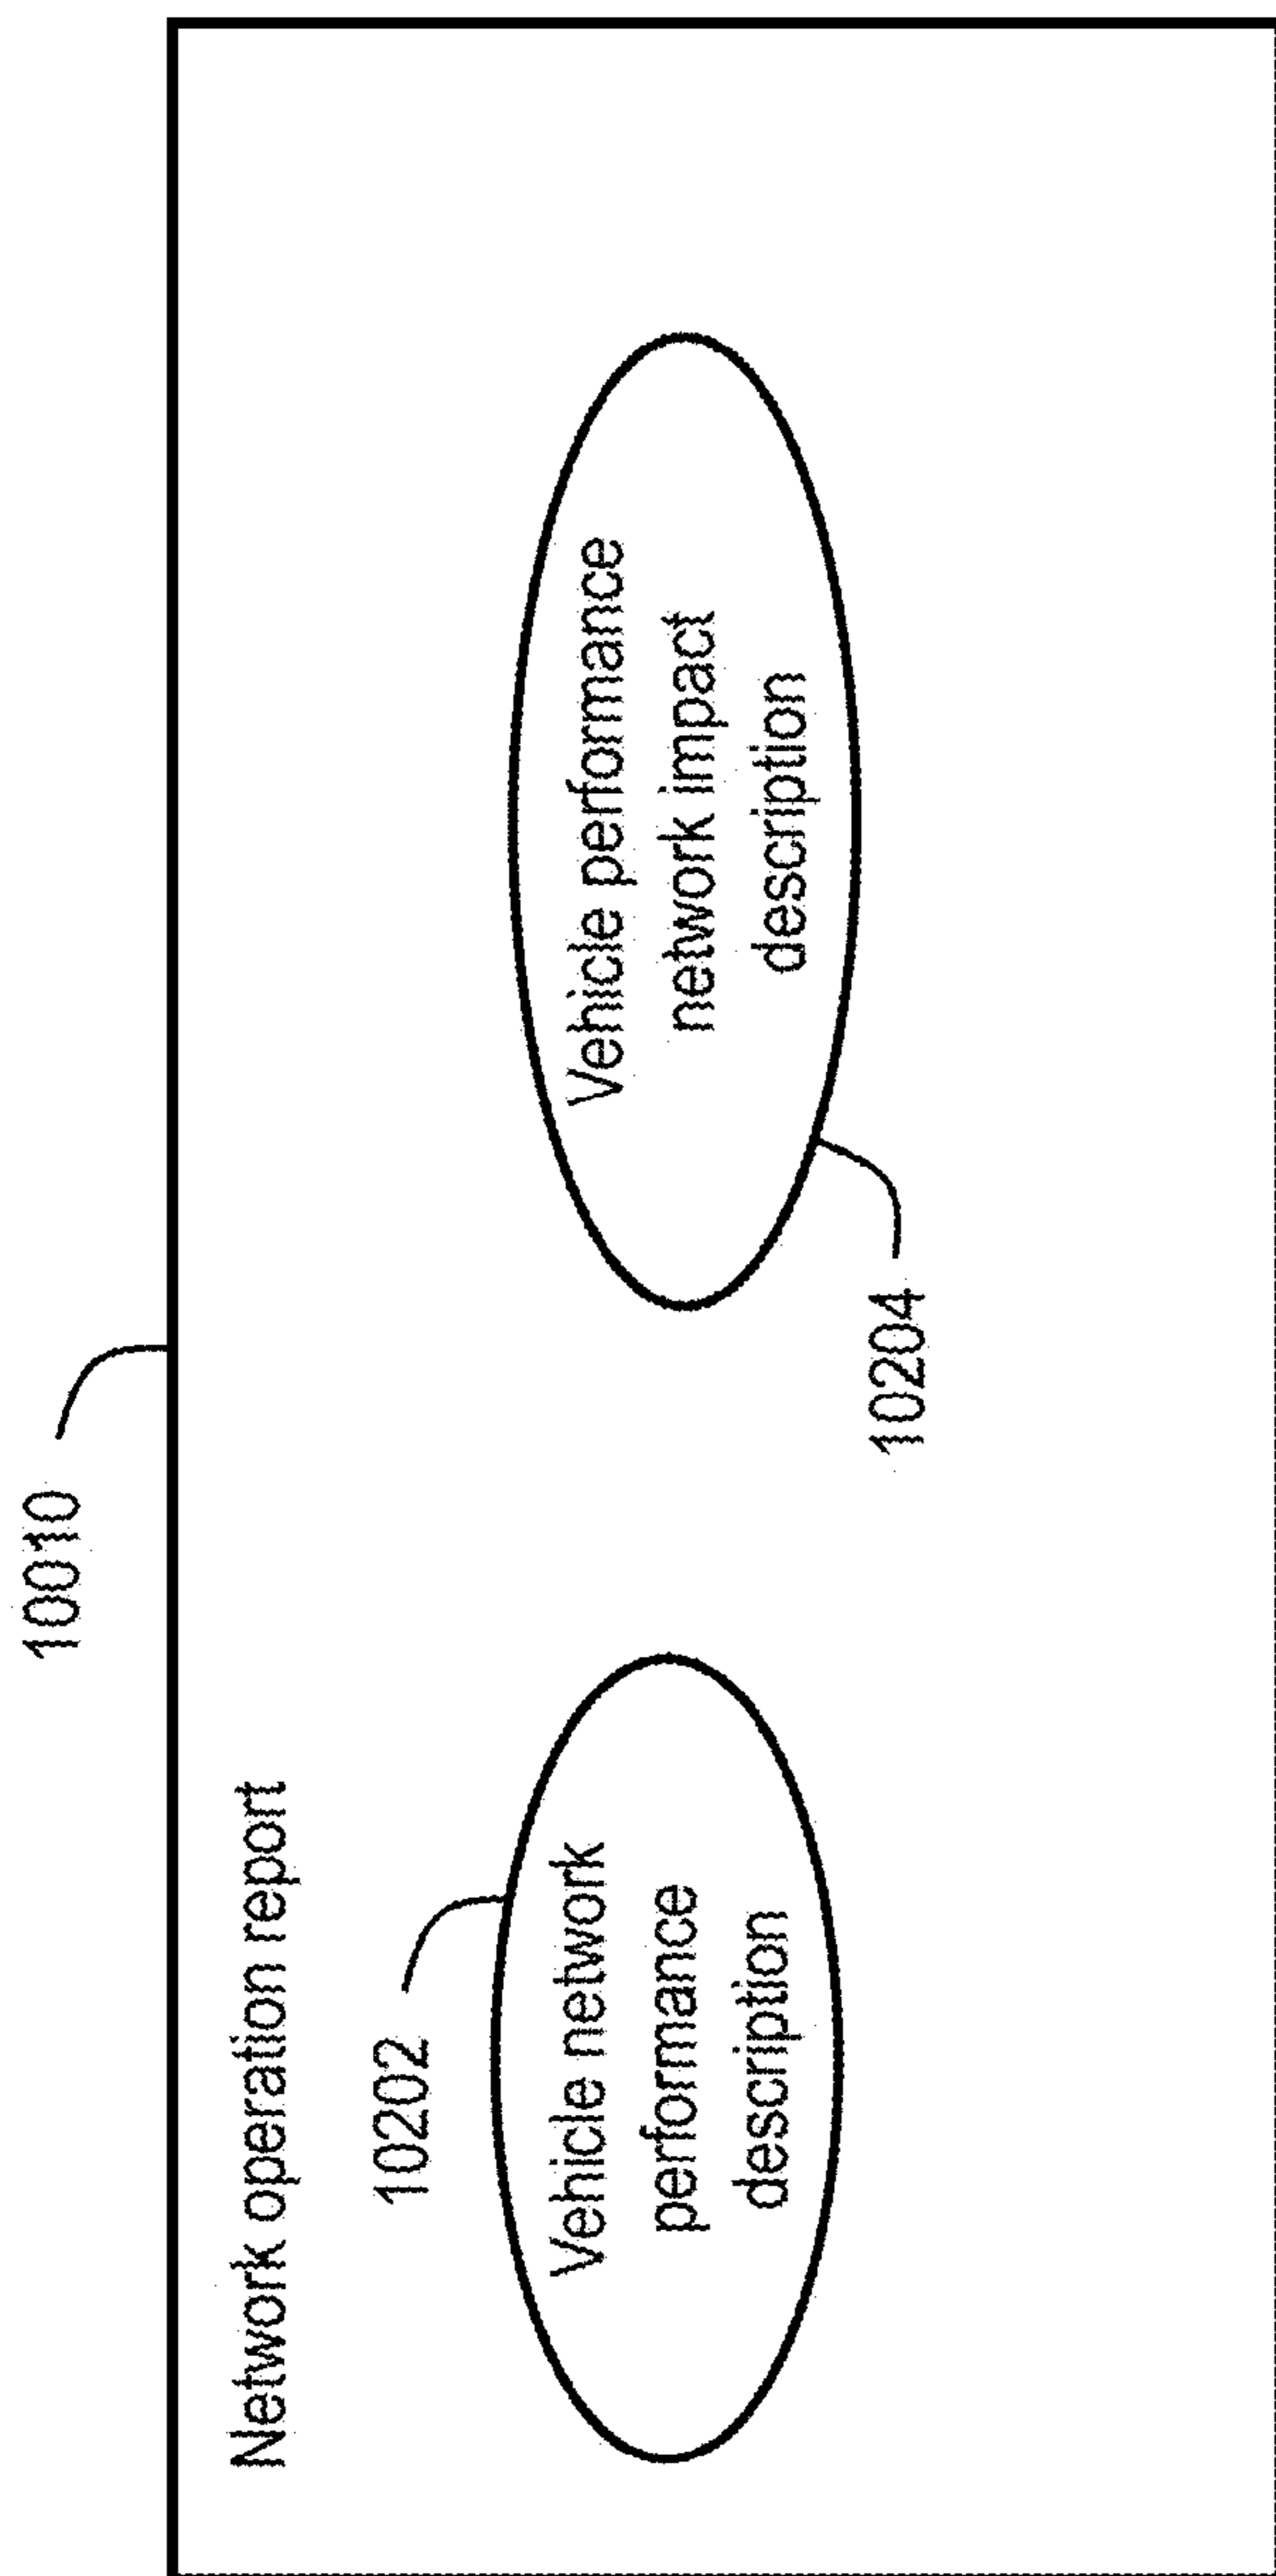 10010
Network operation report
10202
Vehicle network
performance
description
Vehicle performance
network impact
description
10204